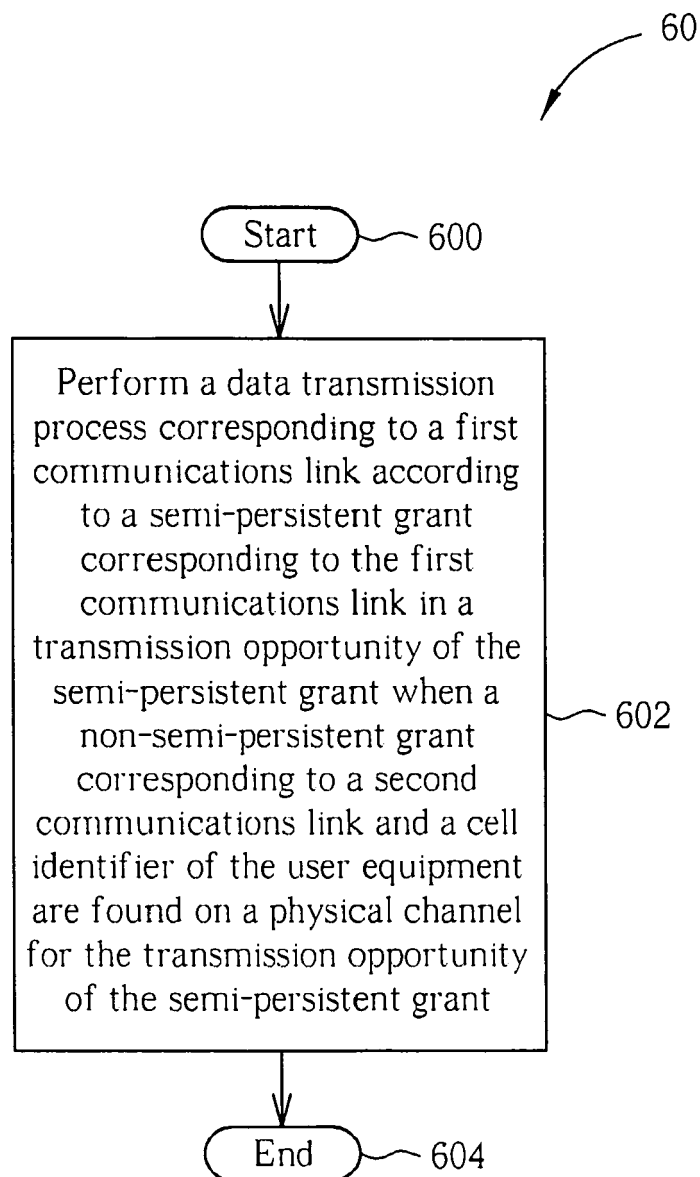 60
Start
600
Perform a data transmission
process corresponding to a first
communications link according
to a semi-persistent grant
corresponding to the first
communications link in a
transmission opportunity of the
semi-persistent grant when a
non-semi-persistent grant
corresponding to a second
communications link and a cell
identifier of the user equipment
are found on a physical channel
for the transmission opportunity
of the semi-persistent grant
602
End
604